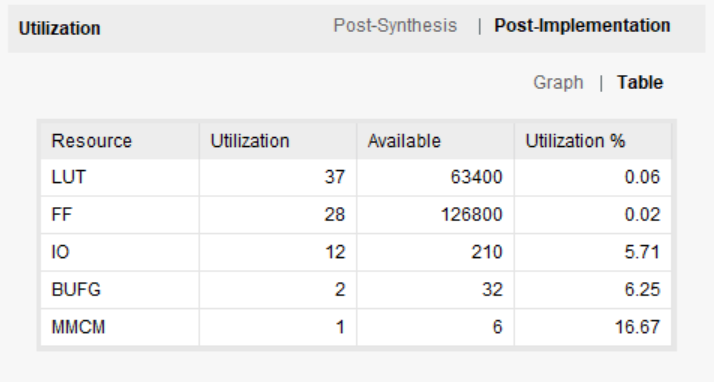 Utilization Post-Synthesis | Post-Implementation
Graph | Table
Resource Utilization Available Utilization %
LUT 37 63400 0.06
FF 28 126800 0.02
IO 12 210 5.71
BUFG 2 32 6.25
MMCM 1 6 16.67